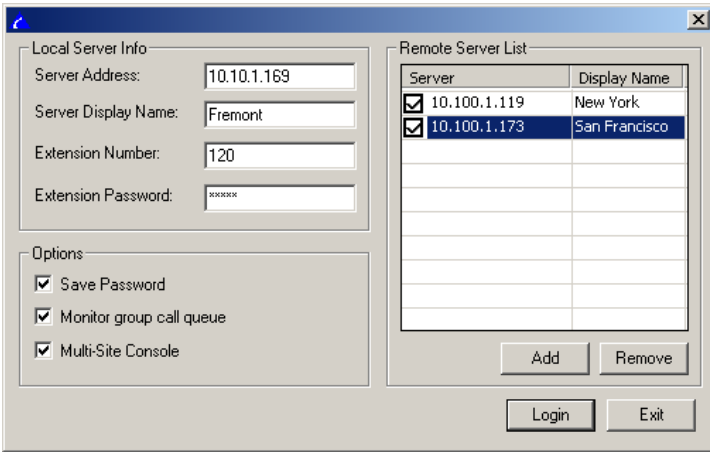 Local Server Info
Server Address:
10.10.1.169
Server Display Name:
Fremont
Extension Number:
120
Extension Password:
*****
Options
Save Password
Monitor group call queue
Multi-Site Console
Remote Server List
Server Display Name
10.100.1.119 New York
10.100.1.173 San Francisco
Add Remove
Login Exit